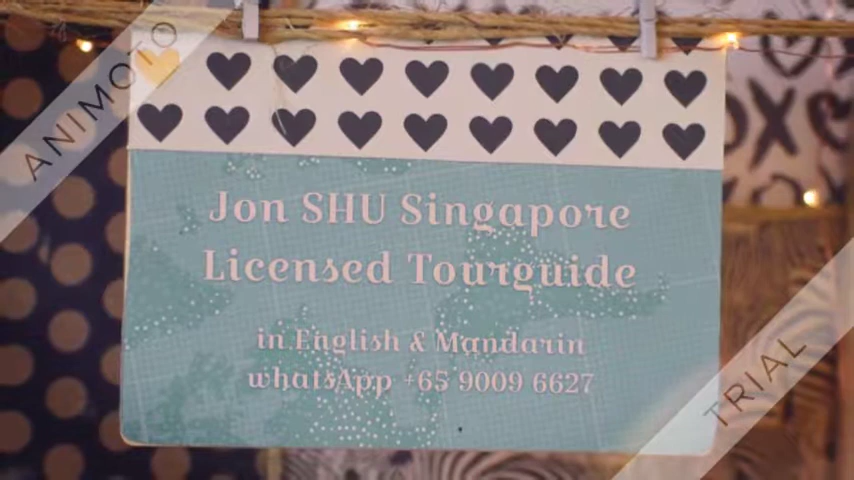 ANIMOTO
Jon SHU Singapore
Licensed Tourguide
in English & Mandarin
whatsApp +65 9009 6627
TRIAL